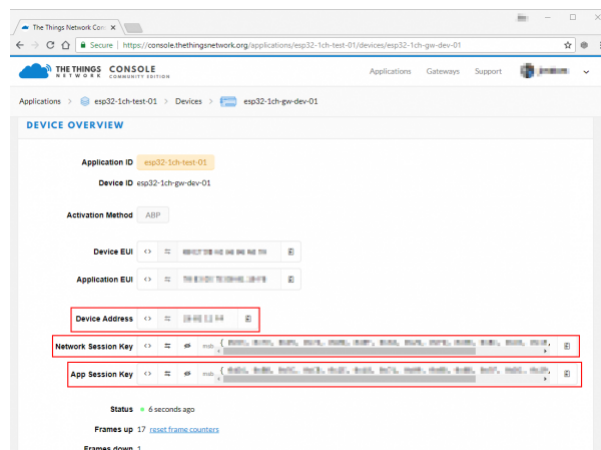 The Things Network Con
Secure | https://console.thethingsnetwork.org/applications/esp32-1ch-test-01/devices/esp32-1ch-gw-dev-01
THE THINGS NETWORK CONSOLE COMMUNITY EDITION
Applications Gateways Support
Applications > esp32-1ch-test-01 > Devices > esp32-1ch-gw-dev-01
DEVICE OVERVIEW
Application ID esp32-1ch-test-01
Device ID esp32-1ch-gw-dev-01
Activation Method ABP
Device EUI
Application EUI
Device Address
Network Session Key msb
App Session Key msb
Status 6 seconds ago
Frames up 17 reset frame counters
Frames down 1